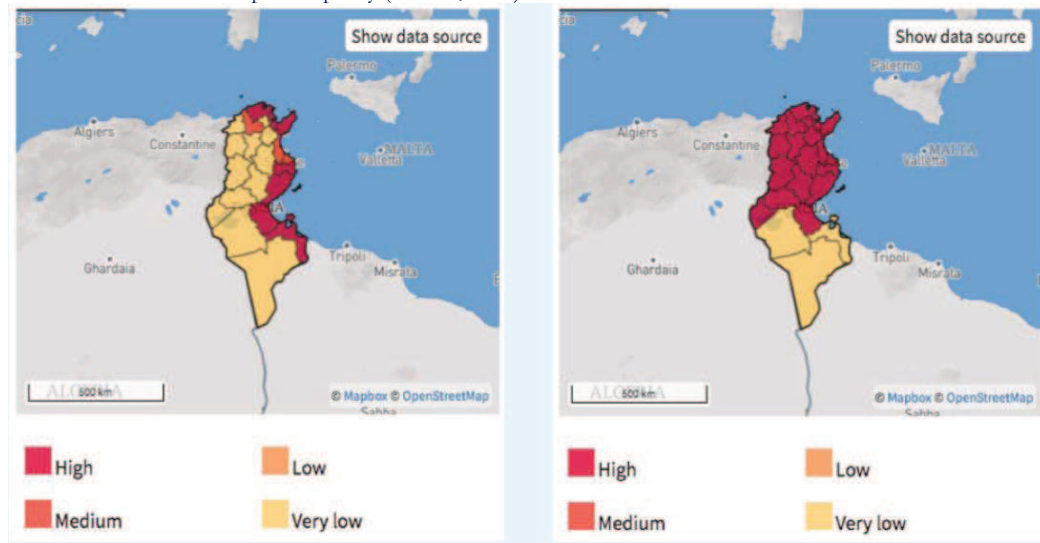 Show data source
Palermo
Algiers
Constantine
MALTA
Valletta
Tripoli
Misrata
Ghardaia
500 km
© Mapbox © OpenStreetMap
Sabha
High
Low
Medium
Very low
Show data source
Palermo
Algiers
Constantine
MALTA
Valletta
Tripoli
Misrata
Ghardaia
500 km
© Mapbox © OpenStreetMap
Sabha
High
Low
Medium
Very low